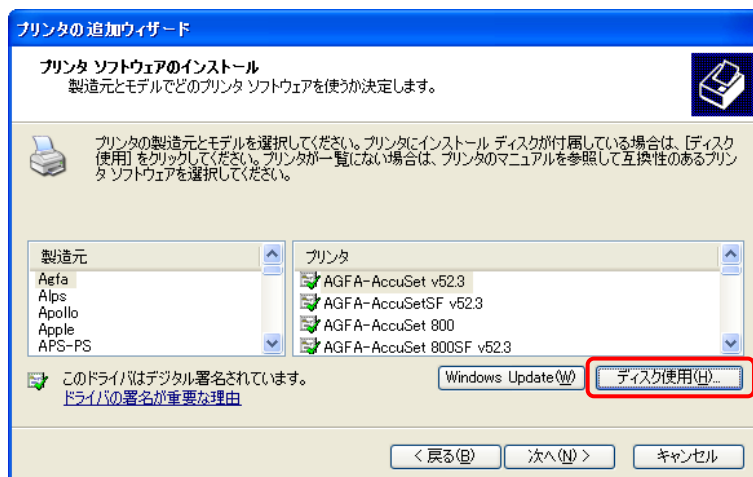 プリンタの追加ウィザード
プリンタ ソフトウェアのインストール
製造元とモデルでどのプリンタ ソフトウェアを使うか決定します。
プリンタの製造元とモデルを選択してください。プリンタにインストール ディスクが付属している場合は、[ディスク
使用] をクリックしてください。プリンタが一覧にない場合は、プリンタのマニュアルを参照して互換性のあるプリン
タ ソフトウェアを選択してください。
製造元
Agfa
Alps
Apollo
Apple
APS-PS
プリンタ
AGFA-AccuSet v52.3
AGFA-AccuSetSF v52.3
AGFA-AccuSet 800
AGFA-AccuSet 800SF v52.3
このドライバはデジタル署名されています。
ドライバの署名が重要な理由
Windows Update(W)
ディスク使用(H)...
< 戻る(B)
次へ(N) >
キャンセル